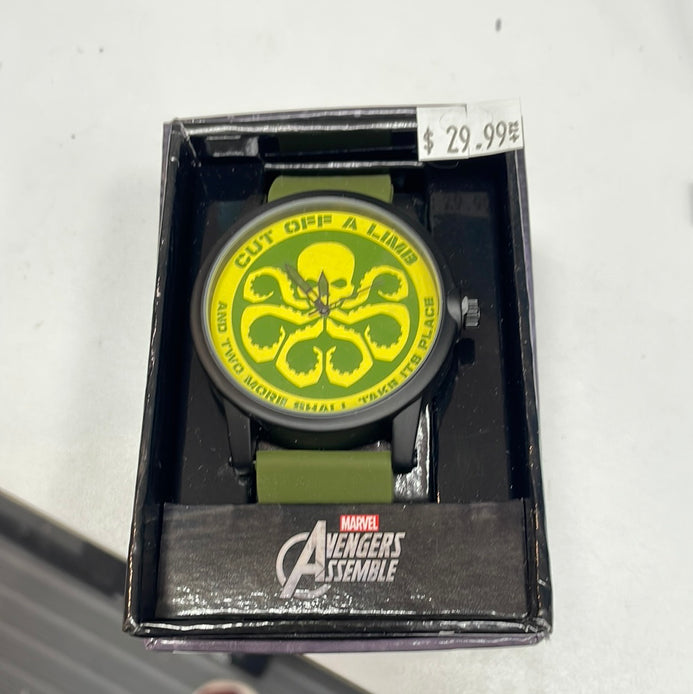 $ 29.99
CUT OFF A LIMB
AND TWO MORE SHALL TAKE ITS PLACE
MARVEL
AVENGERS
ASSEMBLE